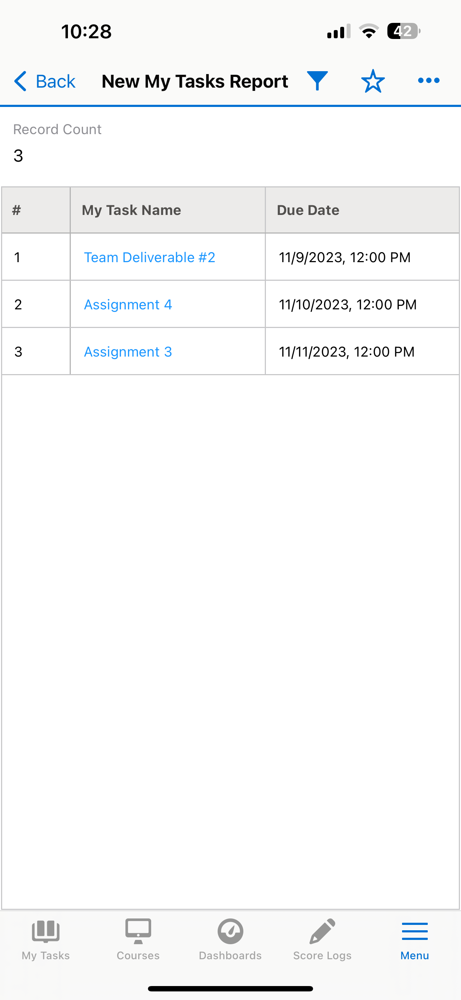 10:28 42
Back New My Tasks Report
Record Count
3
# My Task Name Due Date
1 Team Deliverable #2 11/9/2023, 12:00 PM
2 Assignment 4 11/10/2023, 12:00 PM
3 Assignment 3 11/11/2023, 12:00 PM
My Tasks Courses Dashboards Score Logs Menu